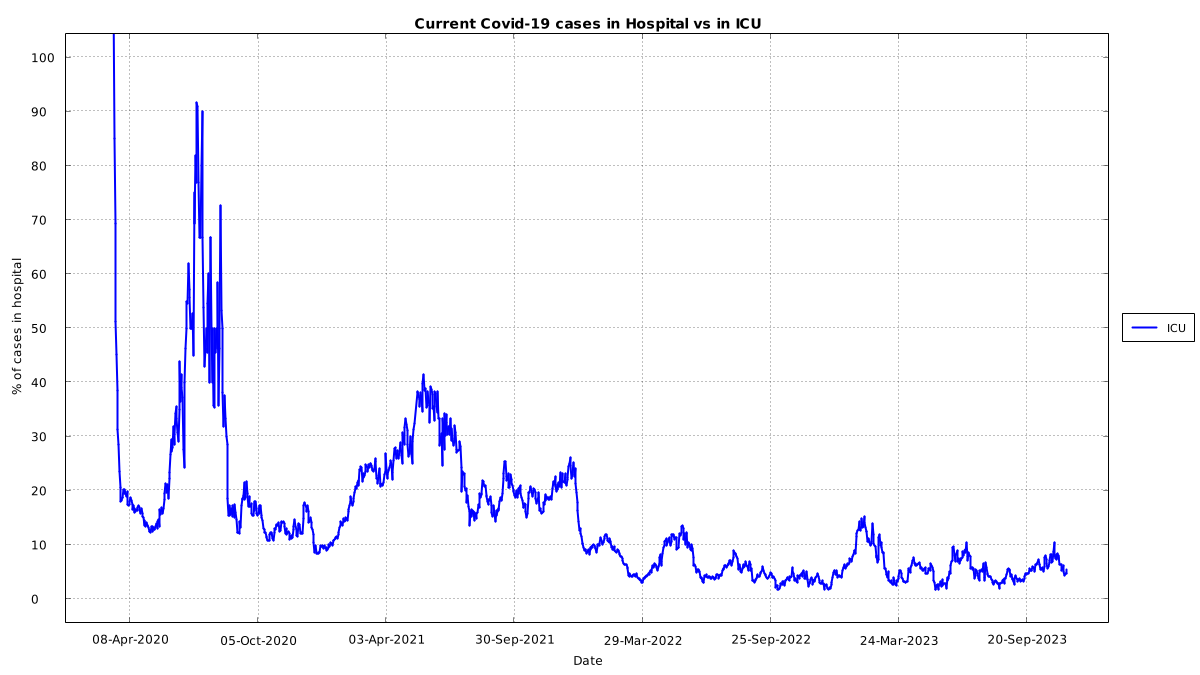 Current Covid-19 cases in Hospital vs in ICU
100
90
80
70
60
50
40
30
20
10
0
% of cases in hospital
08-Apr-2020
05-Oct-2020
03-Apr-2021
30-Sep-2021
29-Mar-2022
25-Sep-2022
24-Mar-2023
20-Sep-2023
Date
ICU